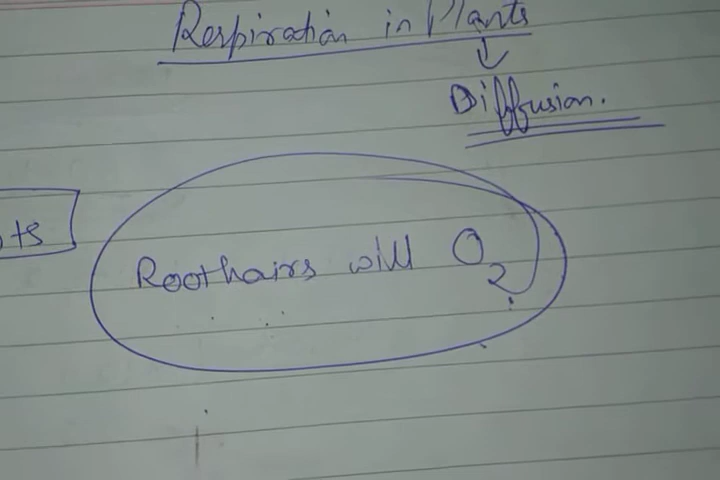 Respiration in Plants
↓
Diffusion.
ts
Roothairs will O₂